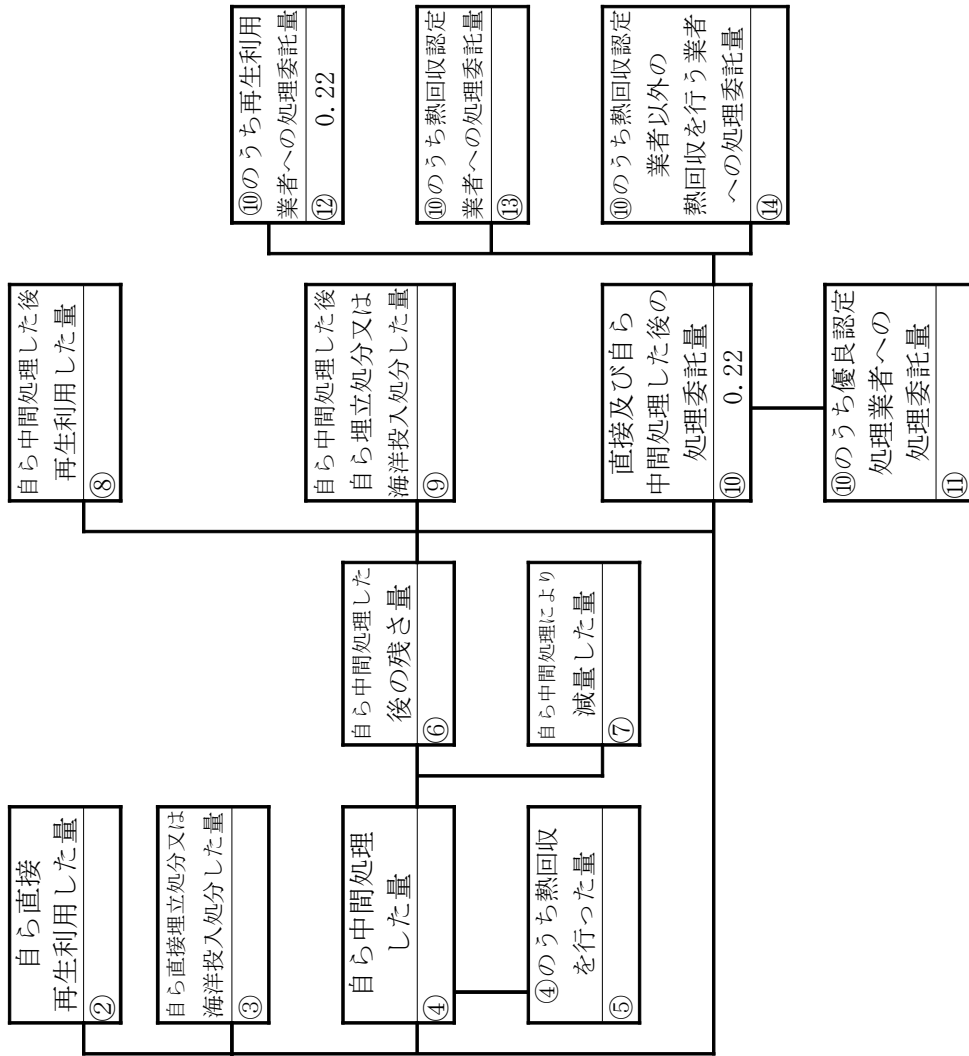 自ら直接
再生利用した量
②
自ら直接埋立処分又は
海洋投入処分した量
③
自ら中間処理
した量
④
④のうち熱回収
を行った量
⑤
自ら中間処理した
後の残さ量
⑥
自ら中間処理により
減量した量
⑦
自ら中間処理した後
再生利用した量
⑧
自ら中間処理した後
自ら埋立処分又は
海洋投入処分した量
⑨
直接及び自ら
中間処理した後の
処理委託量
⑩ 0.22
⑩のうち優良認定
処理業者への
処理委託量
⑪
⑩のうち再生利用
業者への処理委託量
⑫ 0.22
⑩のうち熱回収認定
業者への処理委託量
⑬
⑩のうち熱回収認定
業者以外の
熱回収を行う業者
への処理委託量
⑭